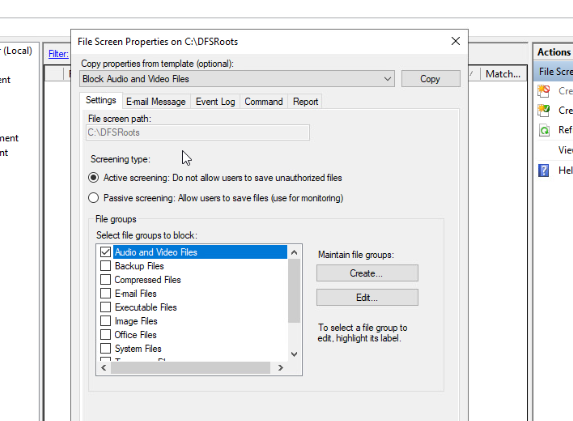 File Screen Properties on C:\DFSRoots
(Local)
Filter:
Copy properties from template (optional):
Block Audio and Video Files
Copy
Match...
Actions
File Scre
Settings E-mail Message Event Log Command Report
File screen path:
C:\DFSRoots
Cre
Cre
Ref
Vie
Hel
ent
ment
nt
Screening type:
Active screening: Do not allow users to save unauthorized files
Passive screening: Allow users to save files (use for monitoring)
File groups
Select file groups to block:
Audio and Video Files
Backup Files
Compressed Files
E-mail Files
Executable Files
Image Files
Office Files
System Files
Maintain file groups:
Create...
Edit...
To select a file group to
edit, highlight its label.